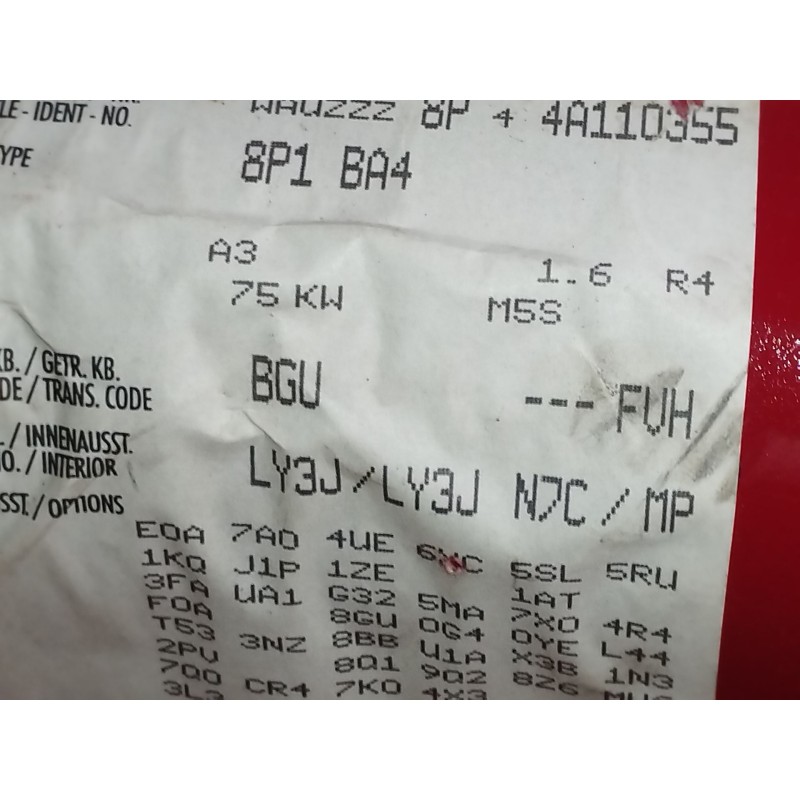 LE - IDENT - NO. WAUZZZ 8P + 4A110355
YPE 8P1 BA4
A3 1.6 R4
75 KW M5S
KB. / GETR. KB.
DE / TRANS. CODE BGU --- FVH
. / INNENAUSST.
O. / INTERIOR LY3J / LY3J N7C / MP
SST. / OPTIONS
E0A 7A0 4UE 5SL 5RU
1KQ J1P 1ZE 1AT
3FA UA1 G32 5MA 7X0 4R4
F0A 8GU 0G4 0YE L44
T53 3NZ 8BB U1A X3B 1N3
2PV 8Q1 9Q2 8Z6
7Q0 CR4 7K0 4X3
3L3